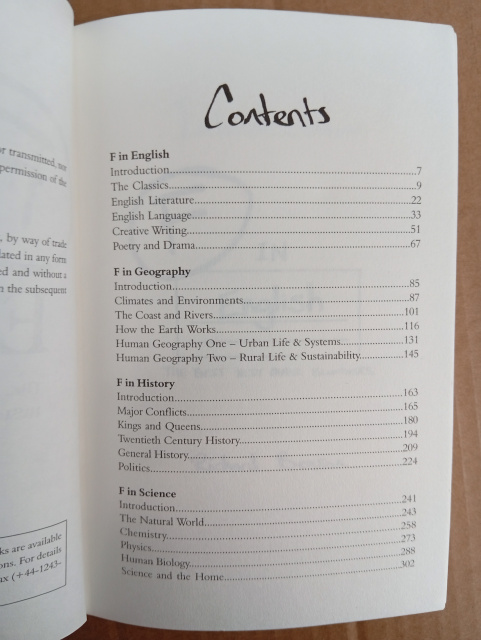 r transmitted, nor
permission of the
, by way of trade
lated in any form
ed and without a
n the subsequent
ks are available
ons. For details
ax (+44-1243-
Contents
F in English
Introduction.....7
The Classics.....9
English Literature.....22
English Language.....33
Creative Writing.....51
Poetry and Drama.....67
F in Geography
Introduction.....85
Climates and Environments.....87
The Coast and Rivers.....101
How the Earth Works.....116
Human Geography One – Urban Life & Systems.....131
Human Geography Two – Rural Life & Sustainability.....145
F in History
Introduction.....163
Major Conflicts.....165
Kings and Queens.....180
Twentieth Century History.....194
General History.....209
Politics.....224
F in Science
Introduction.....241
The Natural World.....243
Chemistry.....258
Physics.....273
Human Biology.....288
Science and the Home.....302